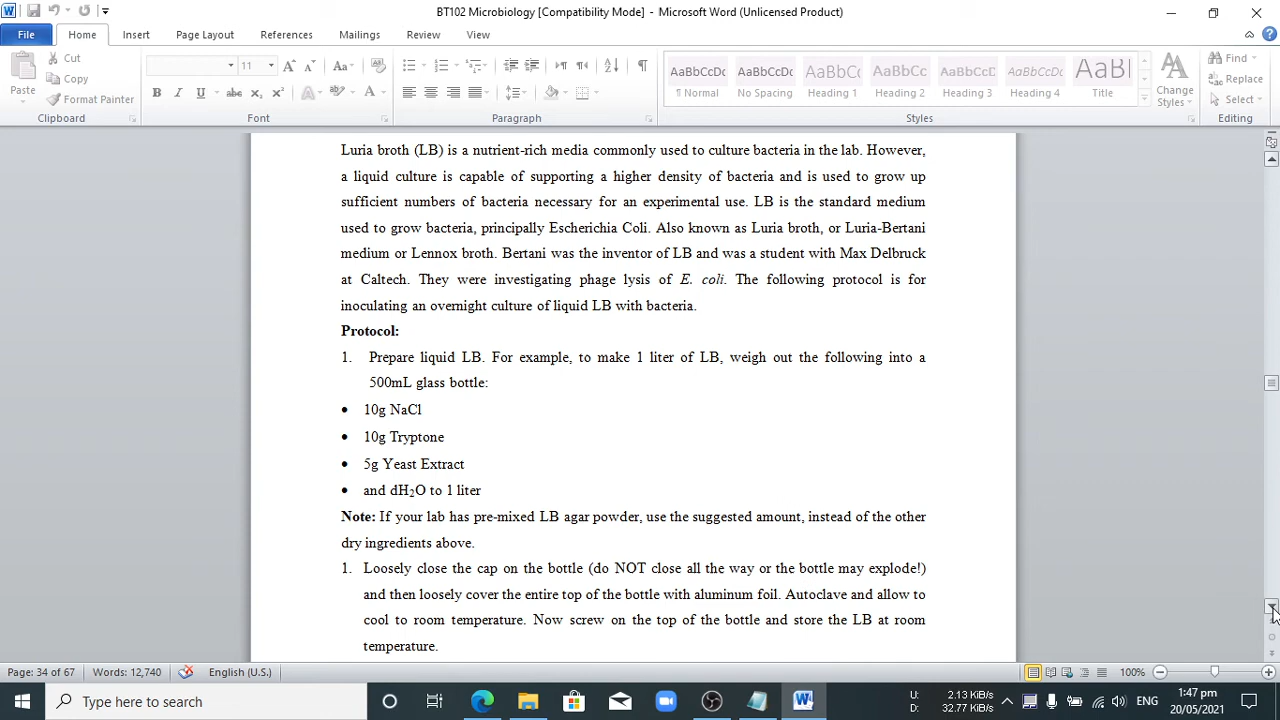 BT102 Microbiology [Compatibility Mode] - Microsoft Word (Unlicensed Product)
File Home Insert Page Layout References Mailings Review View
Paste Cut Copy Format Painter Clipboard
11 Font
Paragraph
AaBbCcDc ¶ Normal
AaBbCcDc No Spacing
AaBbCc Heading 1
AaBbCc Heading 2
AaBbCcD Heading 3
AaBbCcI Heading 4
AaBI Title
Change Styles
Styles
Find Replace Select Editing
Luria broth (LB) is a nutrient-rich media commonly used to culture bacteria in the lab. However,
a liquid culture is capable of supporting a higher density of bacteria and is used to grow up
sufficient numbers of bacteria necessary for an experimental use. LB is the standard medium
used to grow bacteria, principally Escherichia Coli. Also known as Luria broth, or Luria-Bertani
medium or Lennox broth. Bertani was the inventor of LB and was a student with Max Delbruck
at Caltech. They were investigating phage lysis of E. coli. The following protocol is for
inoculating an overnight culture of liquid LB with bacteria.
Protocol:
1. Prepare liquid LB. For example, to make 1 liter of LB, weigh out the following into a
500mL glass bottle:
• 10g NaCl
• 10g Tryptone
• 5g Yeast Extract
• and dH2O to 1 liter
Note: If your lab has pre-mixed LB agar powder, use the suggested amount, instead of the other
dry ingredients above.
1. Loosely close the cap on the bottle (do NOT close all the way or the bottle may explode!)
and then loosely cover the entire top of the bottle with aluminum foil. Autoclave and allow to
cool to room temperature. Now screw on the top of the bottle and store the LB at room
temperature.
Page: 34 of 67 Words: 12,740 English (U.S.) 100%
Type here to search
U: 2.13 KiB/s
D: 32.77 KiB/s
ENG
1:47 pm
20/05/2021